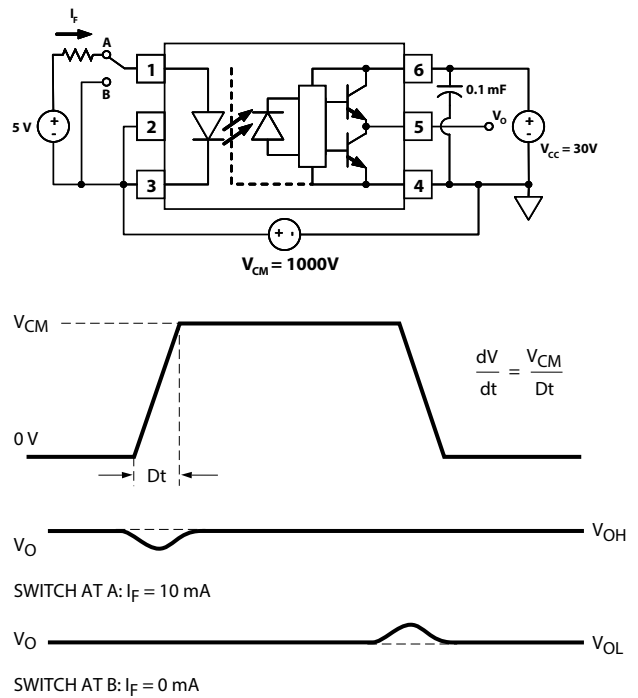 IF
A
B
1
6
0.1 mF
5 V
+
-
2
5
VO
+
-
VCC = 30V
3
4
+ -
VCM = 1000V
VCM
dV
dt
=
VCM
Dt
0 V
Dt
VO
VOH
SWITCH AT A: IF = 10 mA
VO
VOL
SWITCH AT B: IF = 0 mA